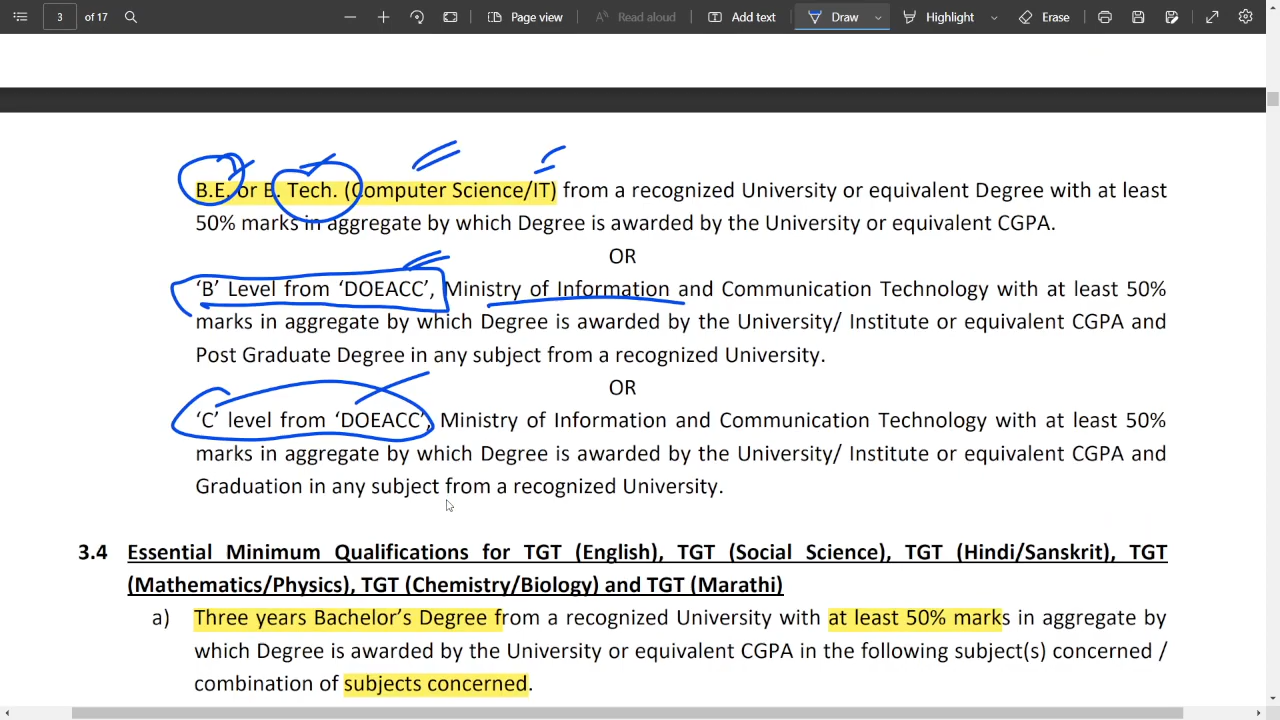 3 of 17 Page view Read aloud Add text Draw Highlight Erase
B.E. or B. Tech. (Computer Science/IT) from a recognized University or equivalent Degree with at least
50% marks in aggregate by which Degree is awarded by the University or equivalent CGPA.
OR
‘B’ Level from ‘DOEACC’, Ministry of Information and Communication Technology with at least 50%
marks in aggregate by which Degree is awarded by the University/ Institute or equivalent CGPA and
Post Graduate Degree in any subject from a recognized University.
OR
‘C’ level from ‘DOEACC’, Ministry of Information and Communication Technology with at least 50%
marks in aggregate by which Degree is awarded by the University/ Institute or equivalent CGPA and
Graduation in any subject from a recognized University.
3.4 Essential Minimum Qualifications for TGT (English), TGT (Social Science), TGT (Hindi/Sanskrit), TGT
(Mathematics/Physics), TGT (Chemistry/Biology) and TGT (Marathi)
a) Three years Bachelor’s Degree from a recognized University with at least 50% marks in aggregate by
which Degree is awarded by the University or equivalent CGPA in the following subject(s) concerned /
combination of subjects concerned.